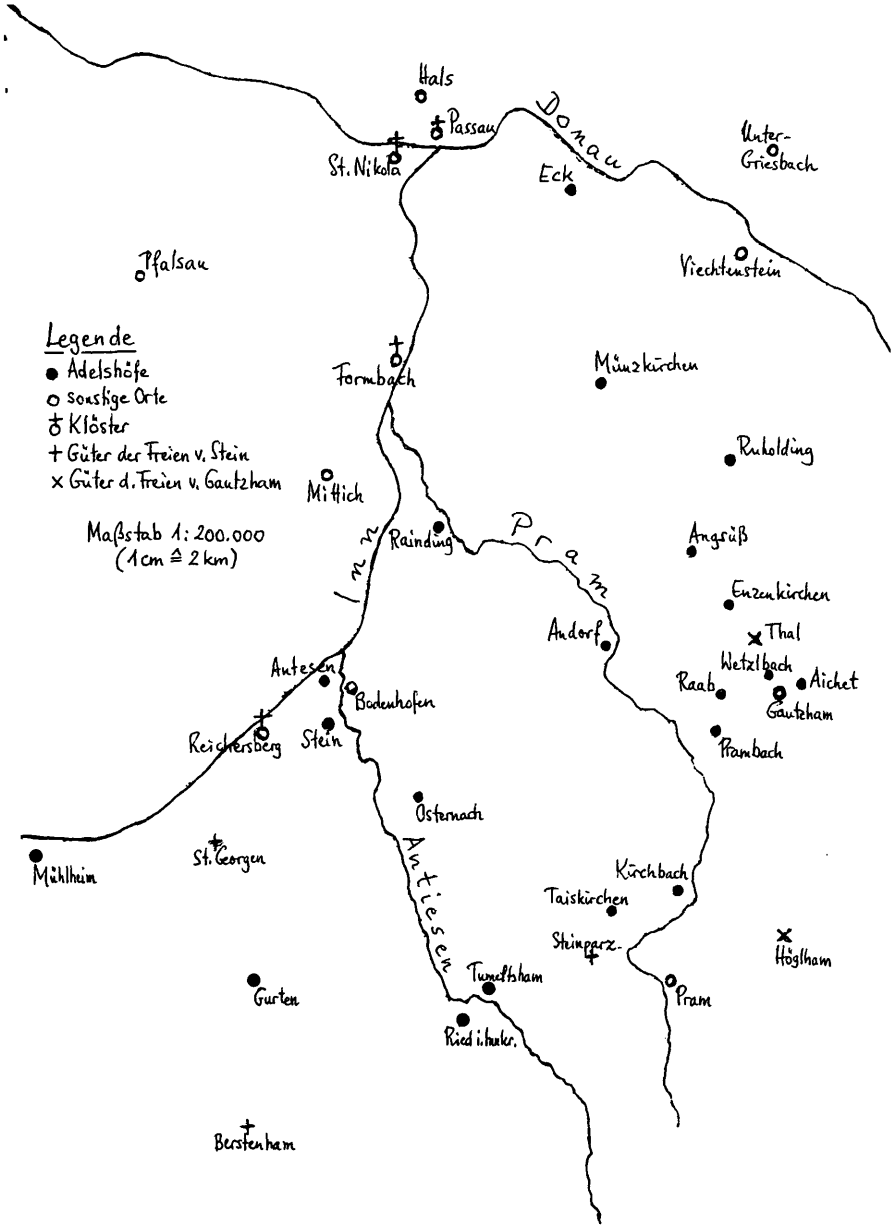 Hals
Passau
Donau
St. Nikola
Unter-
Griesbach
Eck
Viechtenstein
Pfalsau
Legende
Adelshöfe
sonstige Orte
Klöster
Güter der Freien v. Stein
Güter d. Freien v. Gautzham
Maßstab 1:200.000
(1cm ≙ 2 km)
Formbach
Münzkirchen
Ruholding
Mittich
Inn
Rainding
Pram
Angsüß
Enzenkirchen
Thal
Andorf
Wetzlbach
Aichet
Raab
Gautzham
Prambach
Antesen
Bodenhofen
Reichersberg
Stein
Osternach
Antiesen
Mühlheim
St. Georgen
Kirchbach
Taiskirchen
Steinparz-
Höglham
Pram
Gurten
Tumeltsham
Ried i. Innkr.
Berstenham